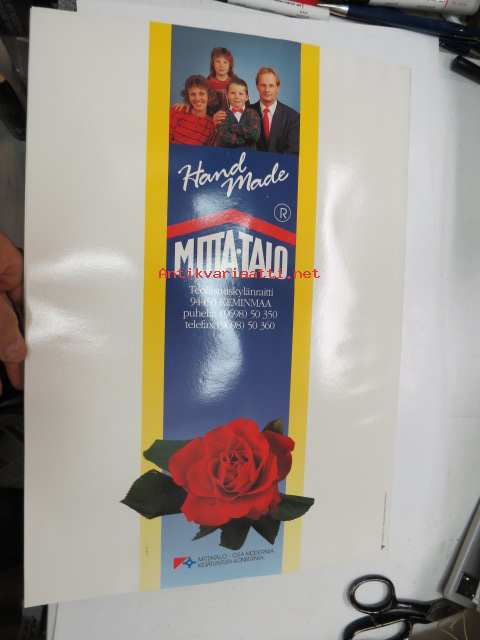 Hand
Made
®
MITTA-TALO
Antikvariaatti.net
Teollisuuskylänraitti
94450 KEMINMAA
puhelin (9698) 50 350
telefax (9698) 50 360
MITTATALO - OSA MODERNIA